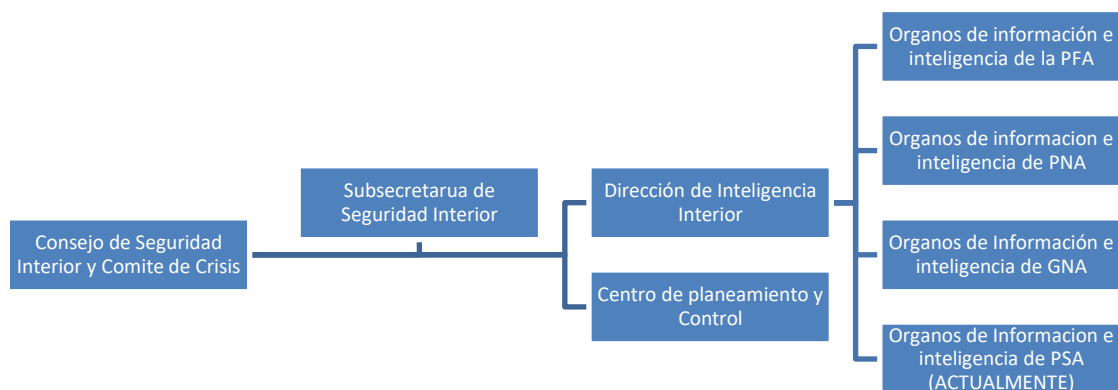 Consejo de Seguridad
Interior y Comite de Crisis
Subsecretarua de
Seguridad Interior
Dirección de Inteligencia
Interior
Centro de planeamiento y
Control
Organos de información e
inteligencia de la PFA
Organos de informacion e
inteligencia de PNA
Organos de Información e
inteligencia de GNA
Organos de Informacion e
inteligencia de PSA
(ACTUALMENTE)